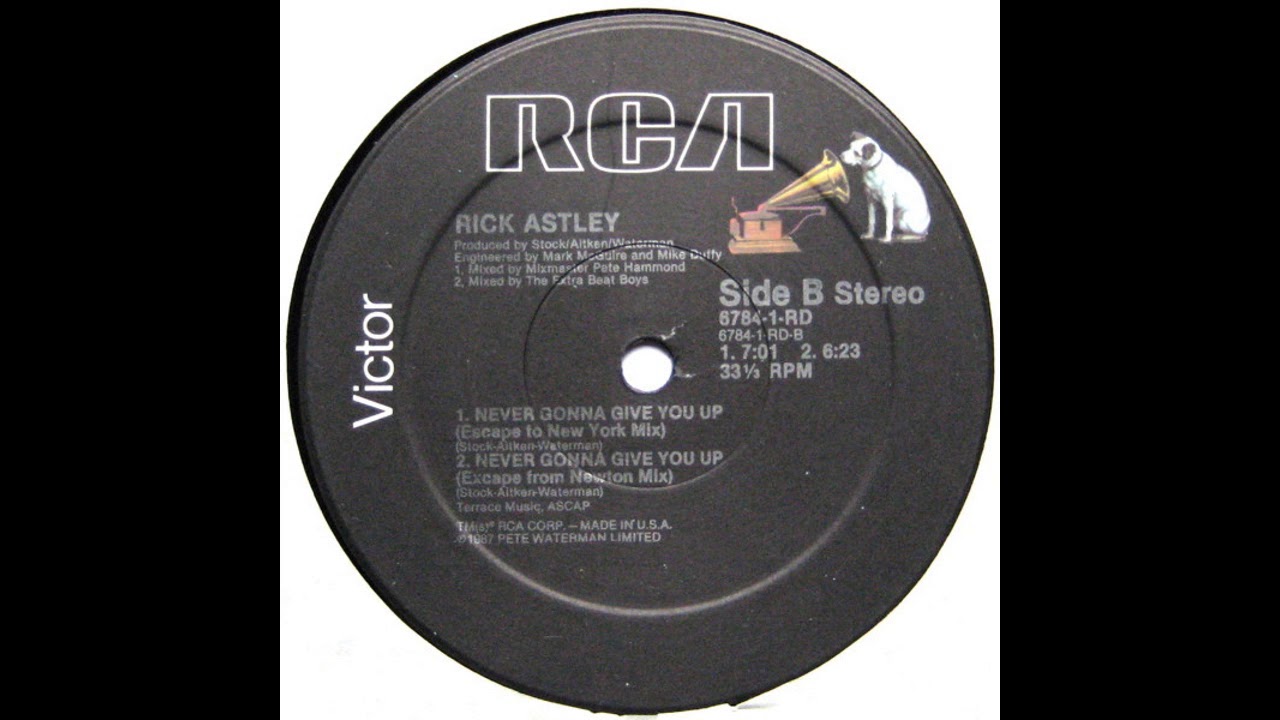 RCA
RICK ASTLEY
Produced by Stock/Aitken/Waterman
Engineered by Mark McGuire and Mike Duffy
1. Mixed by Mixmaster Pete Hammond
2. Mixed by The Extra Beat Boys
Side B Stereo
6784-1-RD
6784-1-RD-B
1. 7:01 2. 6:23
33⅓ RPM
Victor
1. NEVER GONNA GIVE YOU UP
(Escape to New York Mix)
(Stock-Aitken-Waterman)
2. NEVER GONNA GIVE YOU UP
(Excape from Newton Mix)
(Stock-Aitken-Waterman)
Terrace Music, ASCAP
TM(s)® RCA CORP. — MADE IN U.S.A.
℗1987 PETE WATERMAN LIMITED